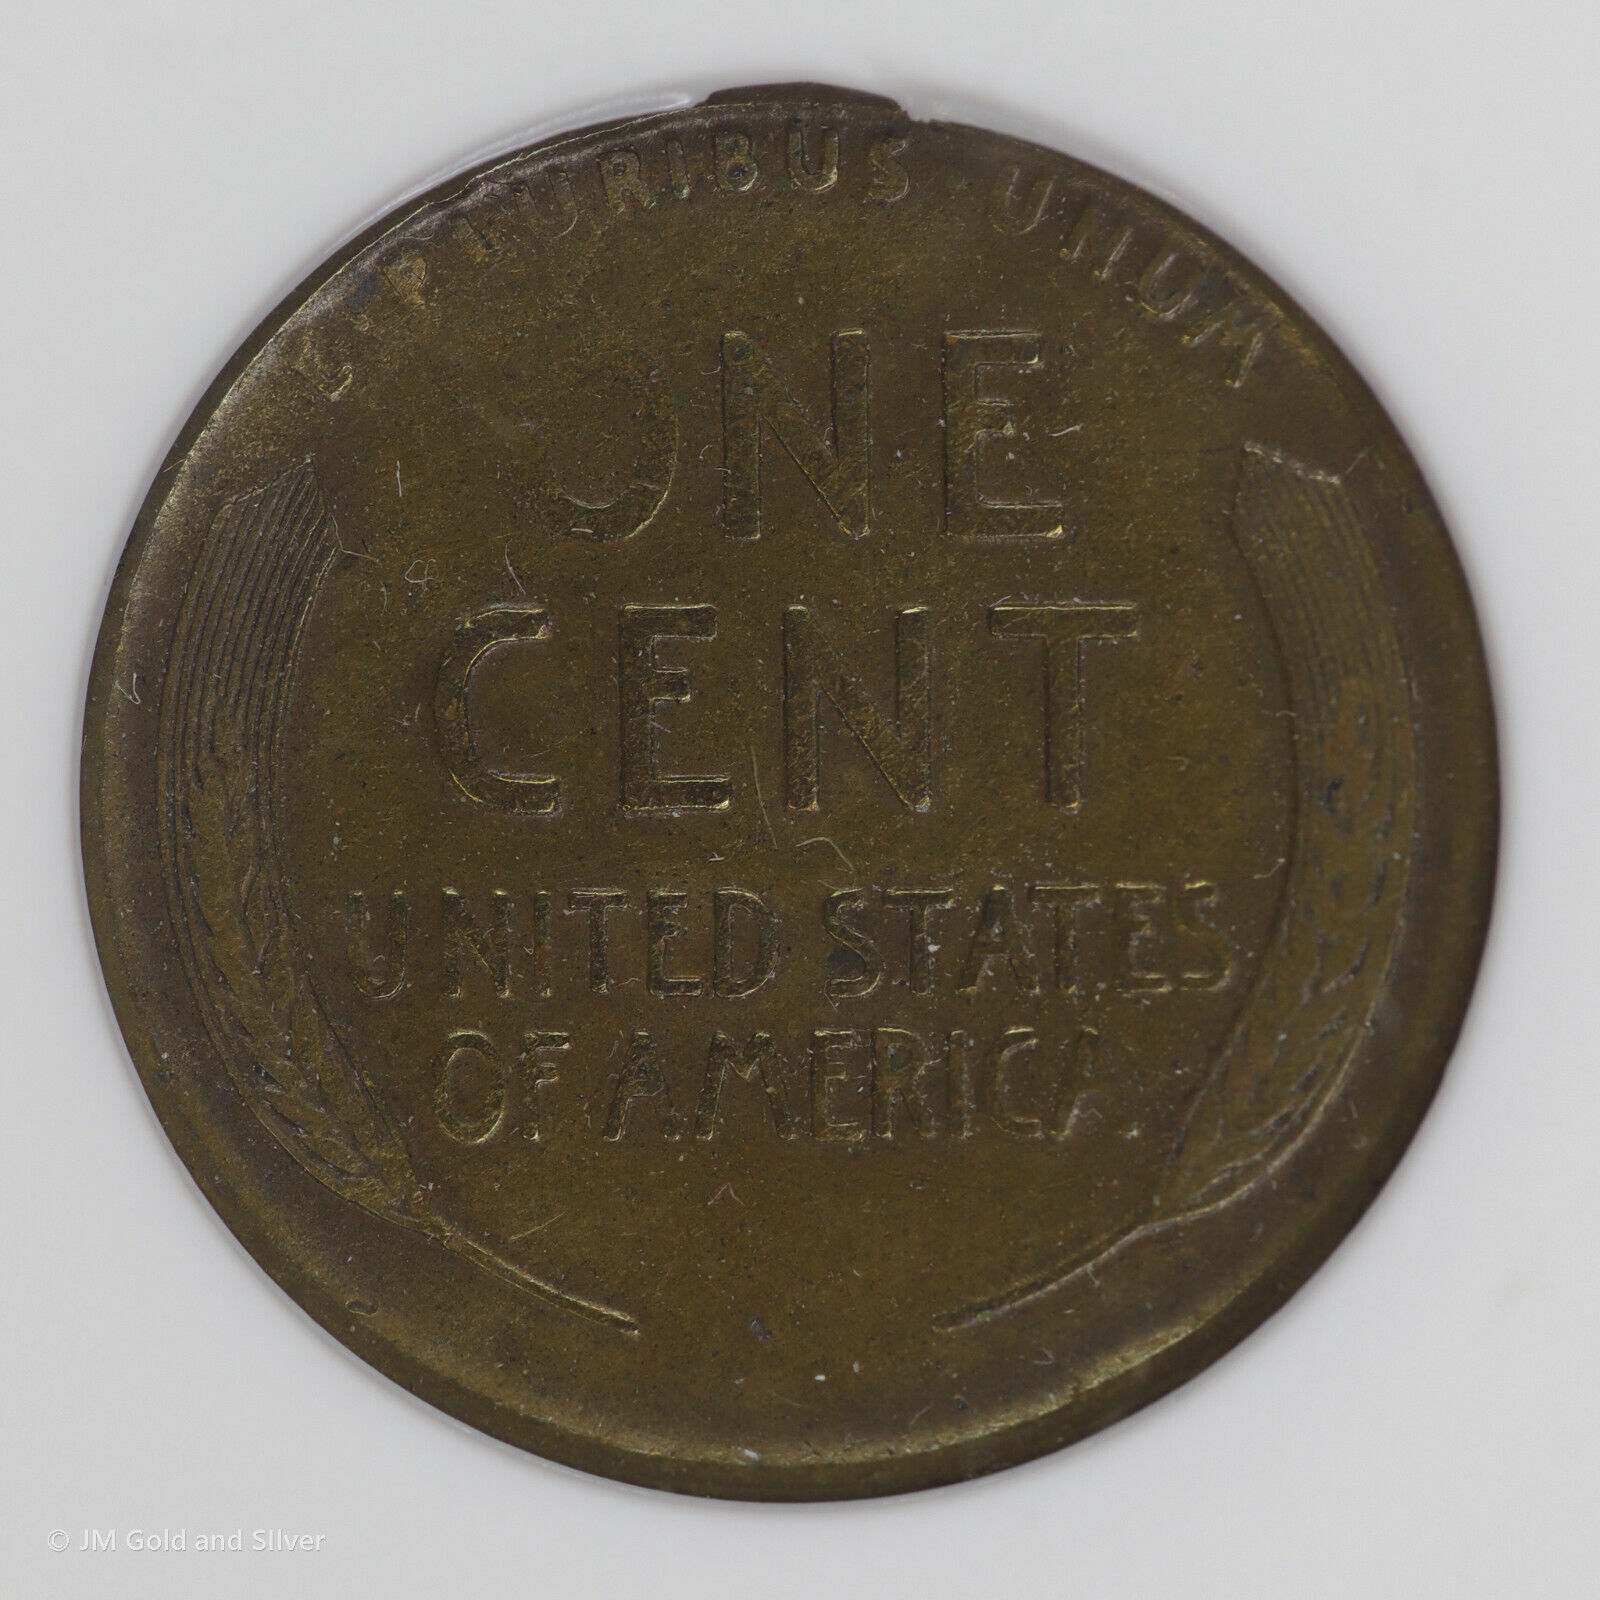 E PLURIBUS UNUM
ONE
CENT
UNITED STATES
OF AMERICA
© JM Gold and SIlver